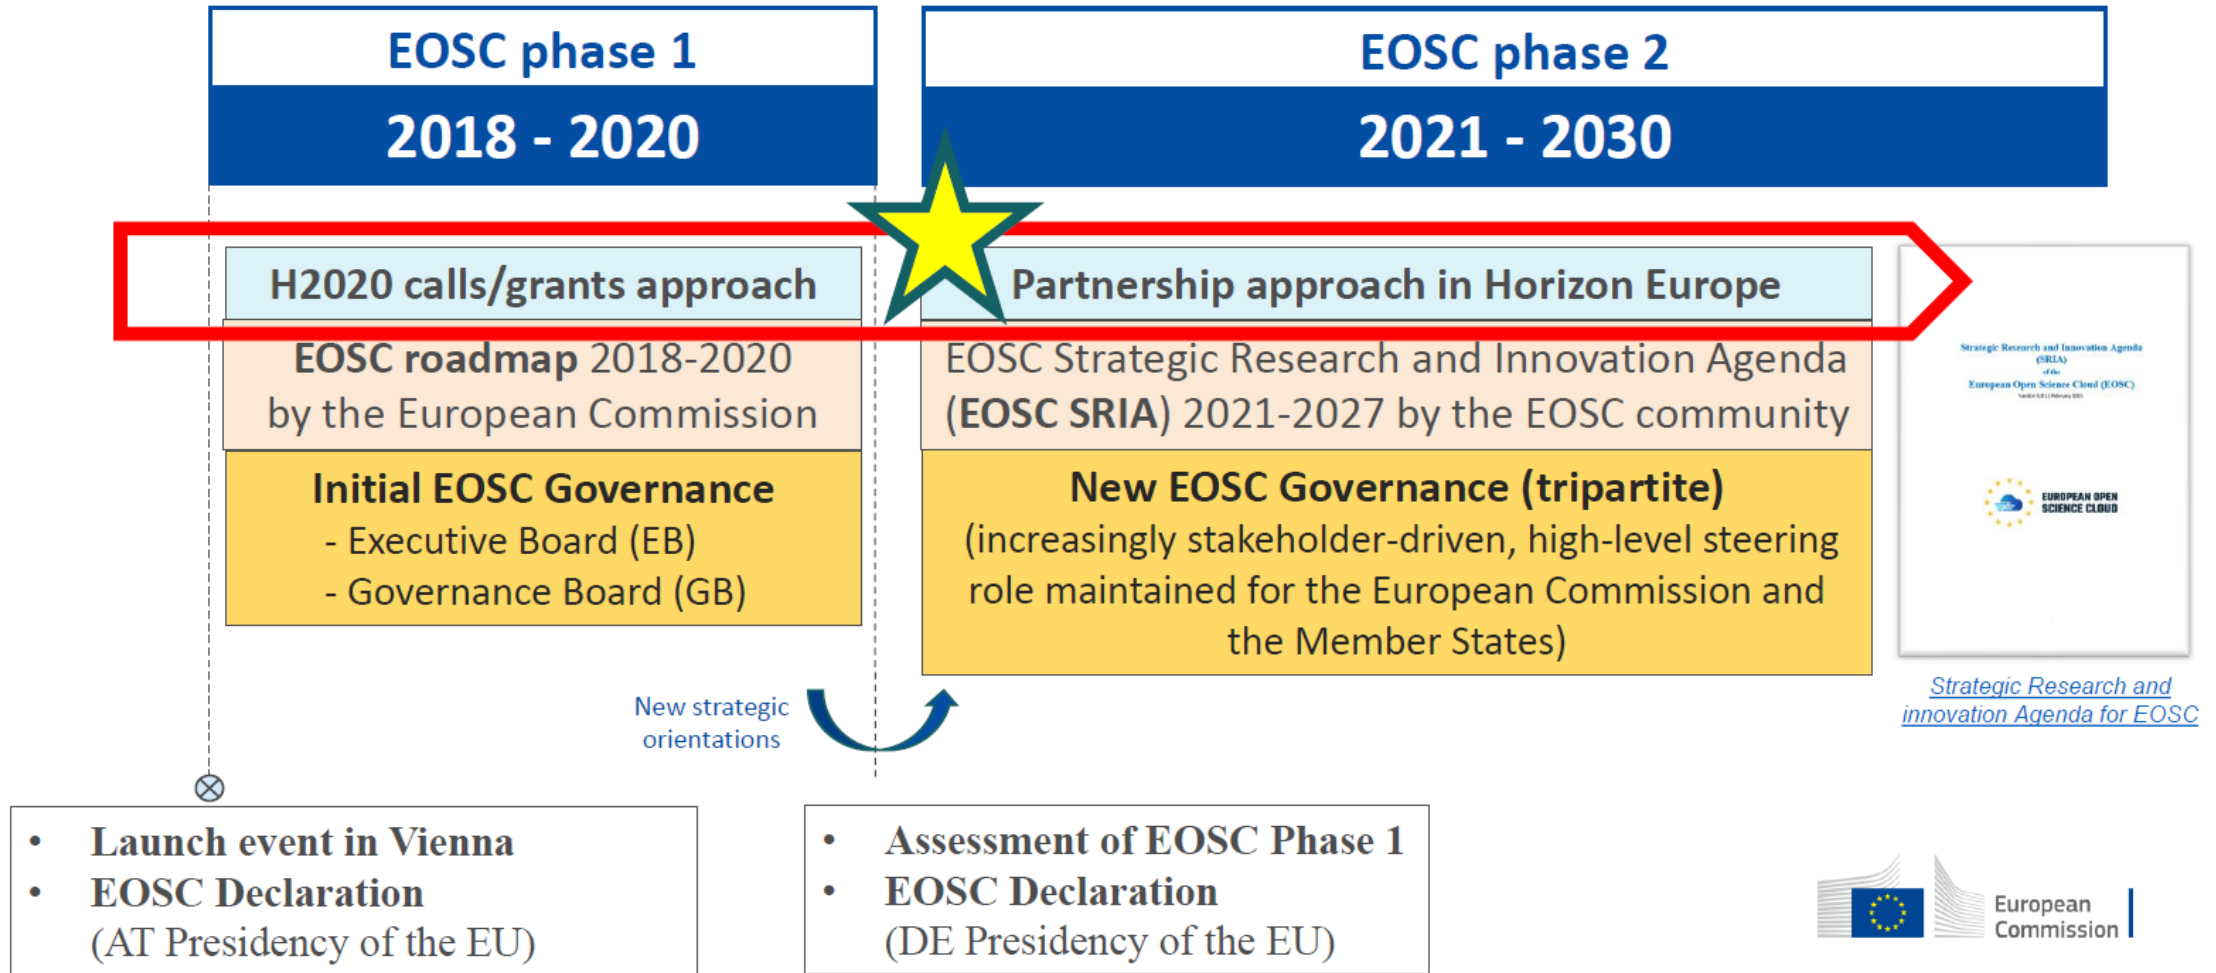 EOSC phase 1
2018 - 2020
EOSC phase 2
2021 - 2030
H2020 calls/grants approach
EOSC roadmap 2018-2020
by the European Commission
Initial EOSC Governance
- Executive Board (EB)
- Governance Board (GB)
Partnership approach in Horizon Europe
EOSC Strategic Research and Innovation Agenda
(EOSC SRIA) 2021-2027 by the EOSC community
New EOSC Governance (tripartite)
(increasingly stakeholder-driven, high-level steering
role maintained for the European Commission and
the Member States)
Strategic Research and Innovation Agenda
(SRIA)
of the
European Open Science Cloud (EOSC)
EUROPEAN OPEN
SCIENCE CLOUD
Strategic Research and
innovation Agenda for EOSC
New strategic
orientations
• Launch event in Vienna
• EOSC Declaration
(AT Presidency of the EU)
• Assessment of EOSC Phase 1
• EOSC Declaration
(DE Presidency of the EU)
European
Commission